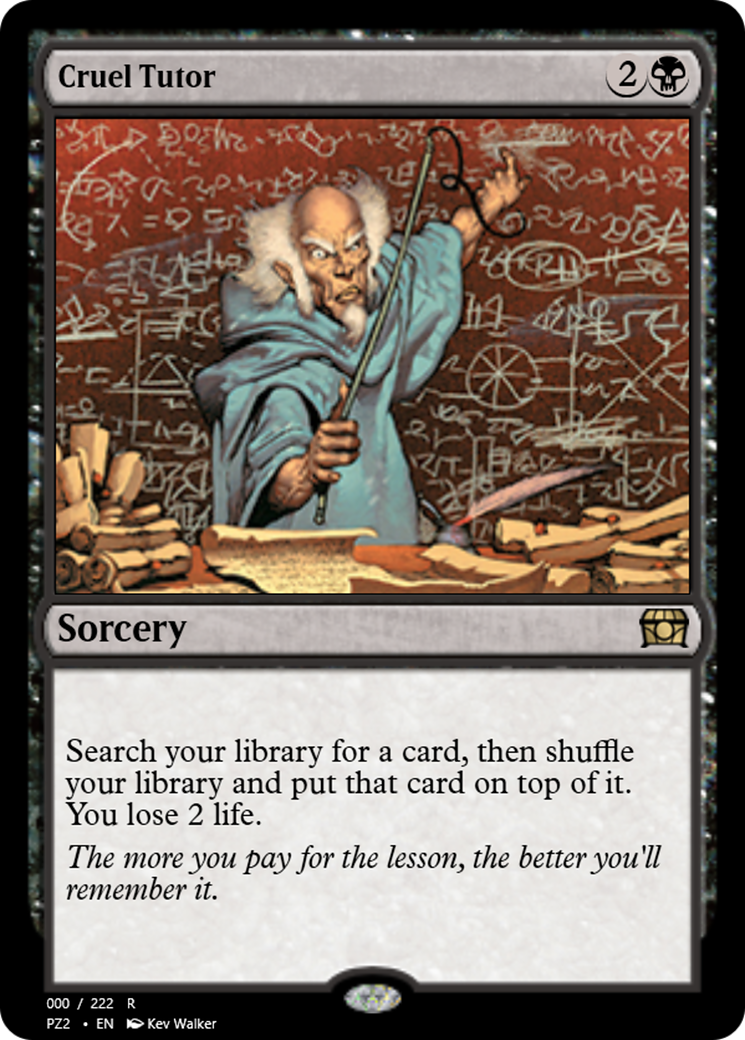 Cruel Tutor
2
Sorcery
Search your library for a card, then shuffle
your library and put that card on top of it.
You lose 2 life.
The more you pay for the lesson, the better you'll
remember it.
000 / 222 R
PZ2 • EN Kev Walker